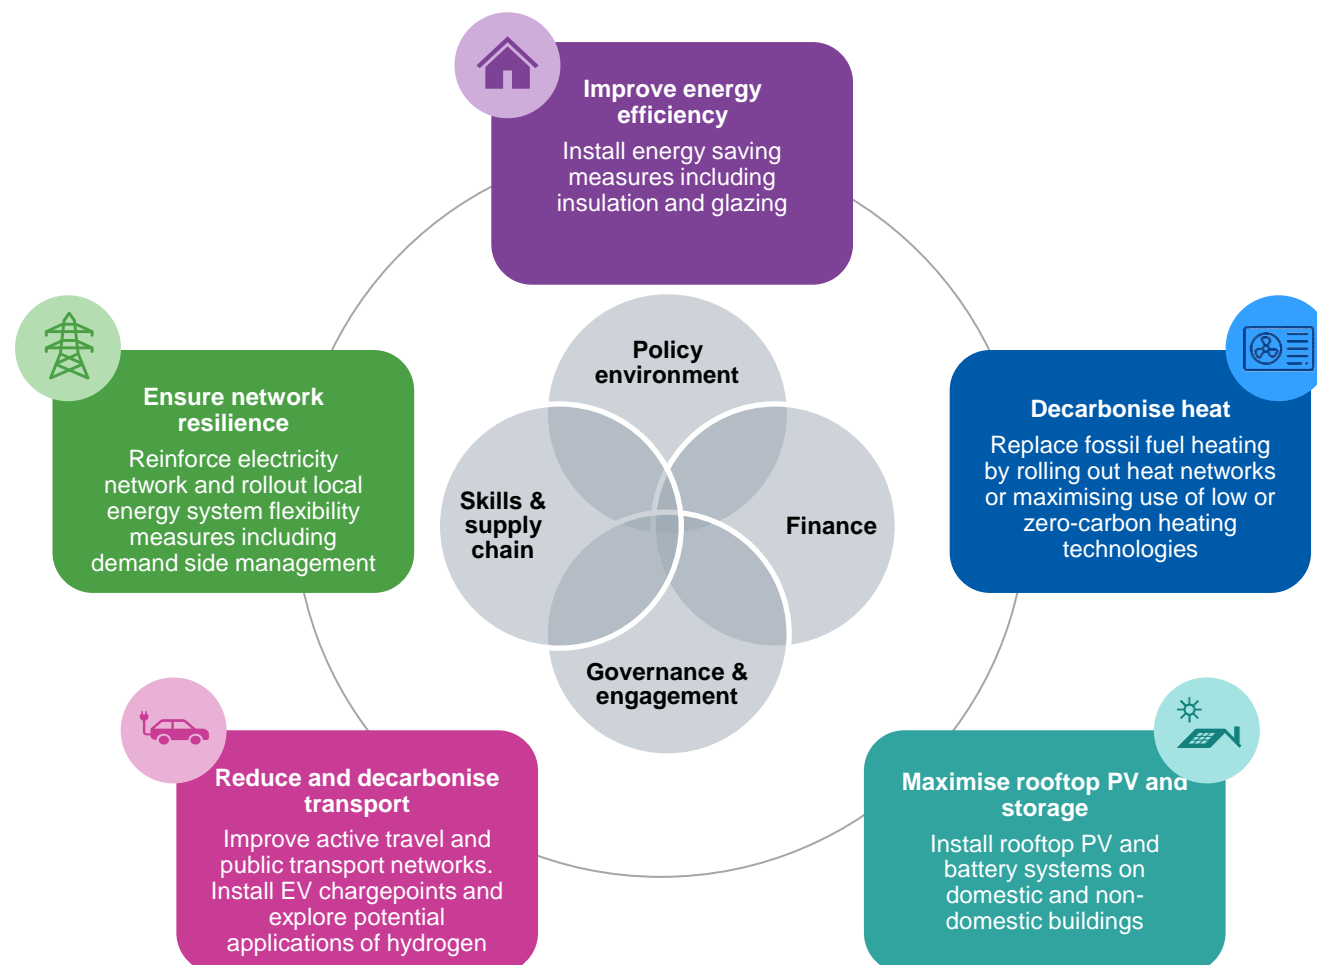 Improve energy
efficiency
Install energy saving
measures including
insulation and glazing
Policy
environment
Skills &
supply
chain
Finance
Governance &
engagement
Ensure network
resilience
Reinforce electricity
network and rollout local
energy system flexibility
measures including
demand side management
Decarbonise heat
Replace fossil fuel heating
by rolling out heat networks
or maximising use of low or
zero-carbon heating
technologies
Reduce and decarbonise
transport
Improve active travel and
public transport networks.
Install EV chargepoints and
explore potential
applications of hydrogen
Maximise rooftop PV and
storage
Install rooftop PV and
battery systems on
domestic and non-
domestic buildings